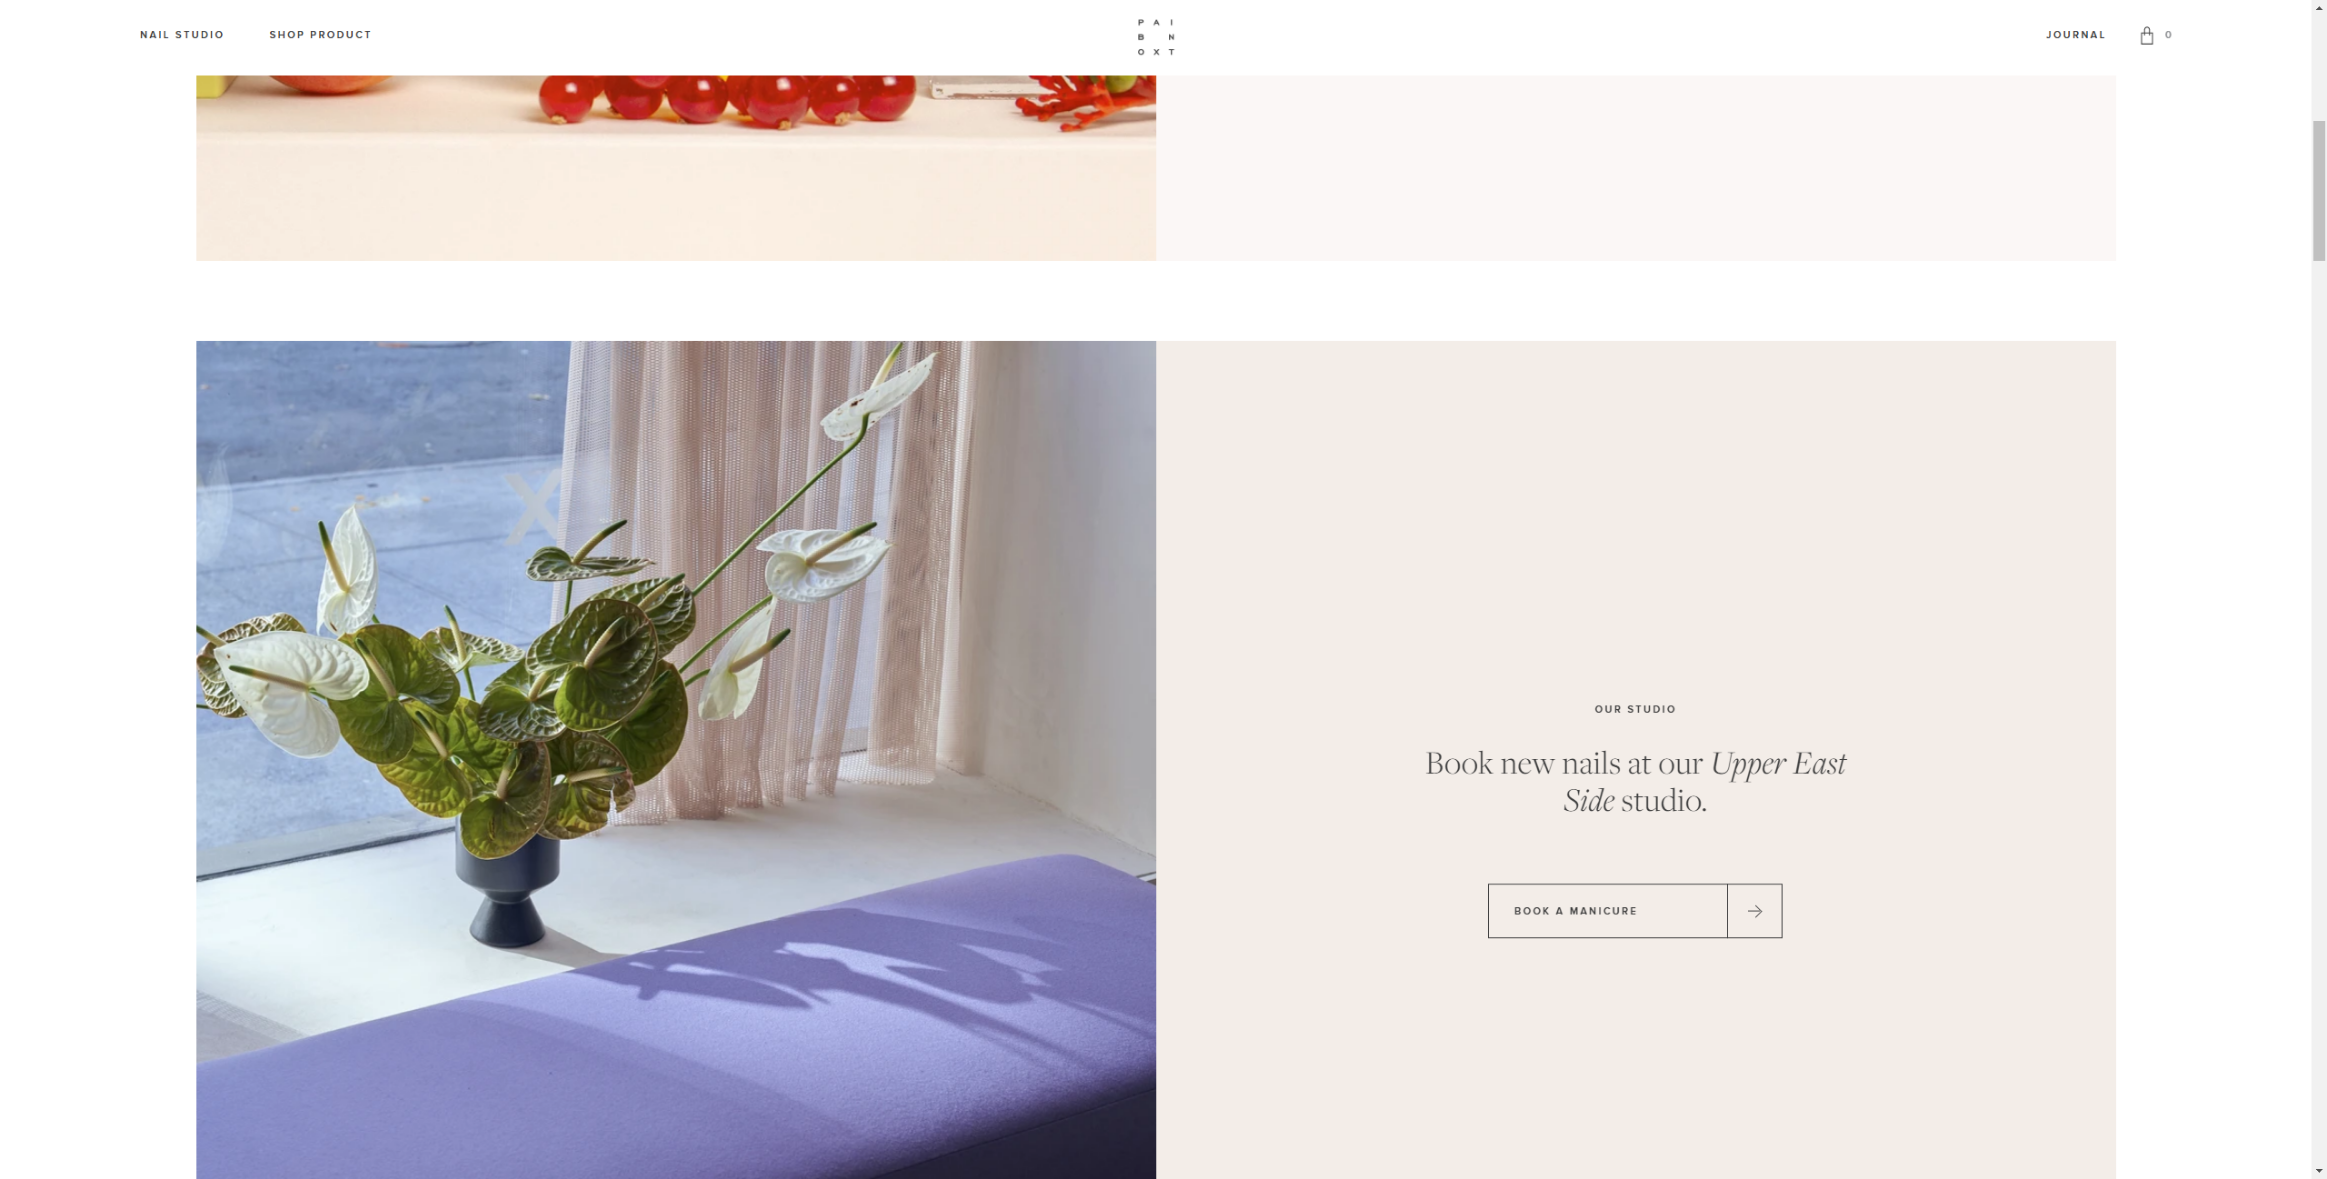 NAIL STUDIO
SHOP PRODUCT
P A I
B N
O X T
JOURNAL
0
X
OUR STUDIO
Book new nails at our Upper East
Side studio.
BOOK A MANICURE